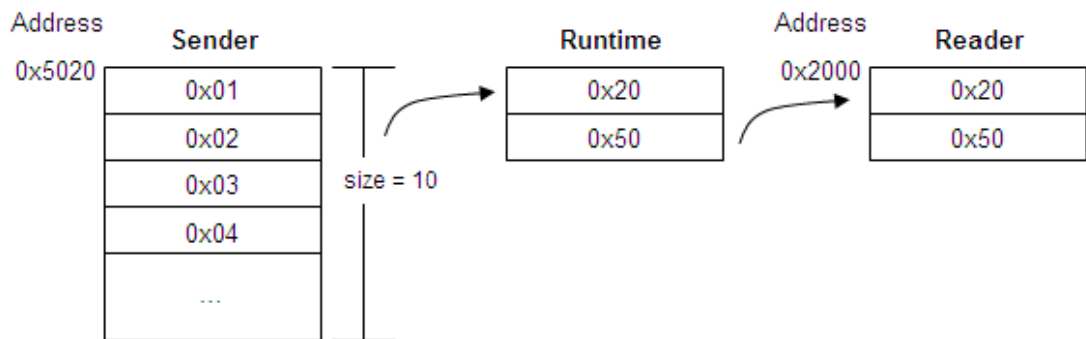 Address
Sender
Runtime
Address
Reader
0x5020
0x2000
0x01
0x20
0x20
0x02
0x50
0x50
0x03
size = 10
0x04
...